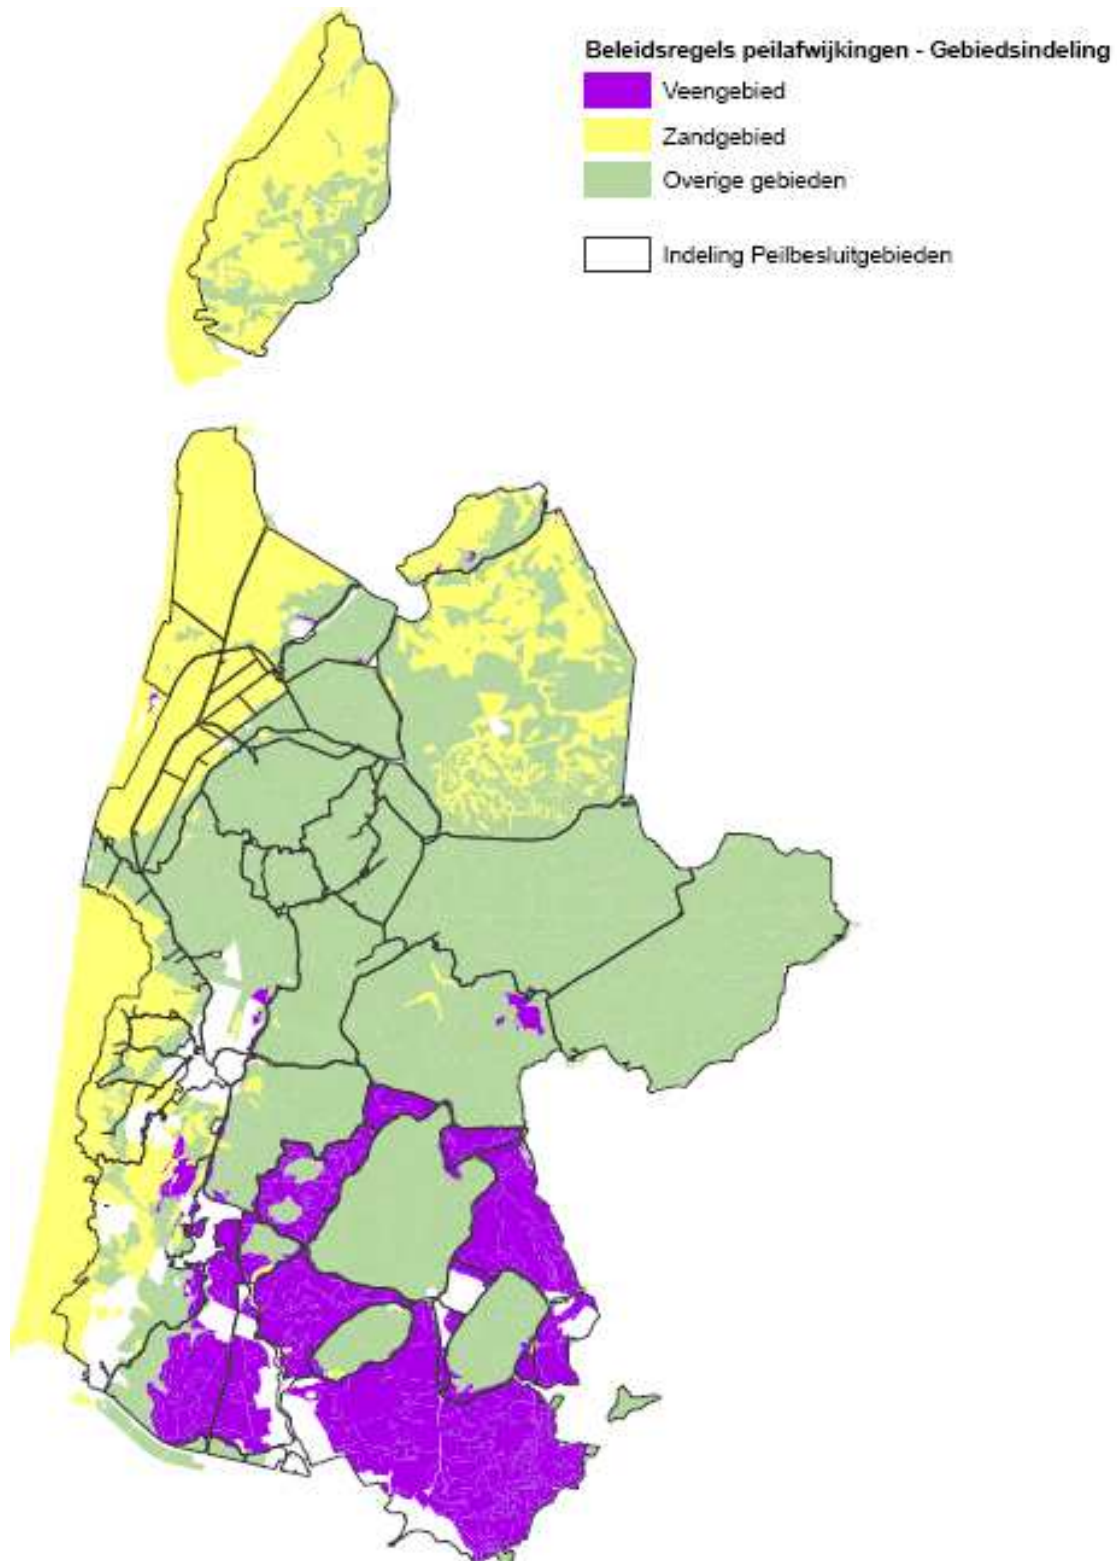 Beleidsregels peilafwijkingen - Gebiedsindeling
Veengebied
Zandgebied
Overige gebieden
Indeling Peilbesluitgebieden